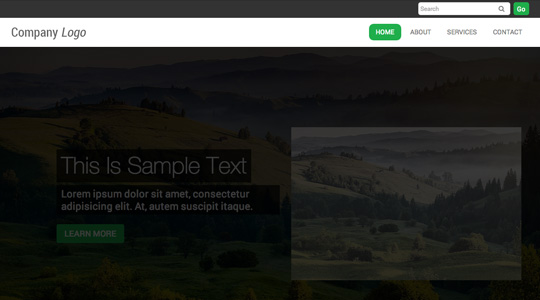 Search
Go
Company Logo
HOME
ABOUT
SERVICES
CONTACT
This Is Sample Text
Lorem ipsum dolor sit amet, consectetur
adipisicing elit. At, autem suscipit itaque.
LEARN MORE